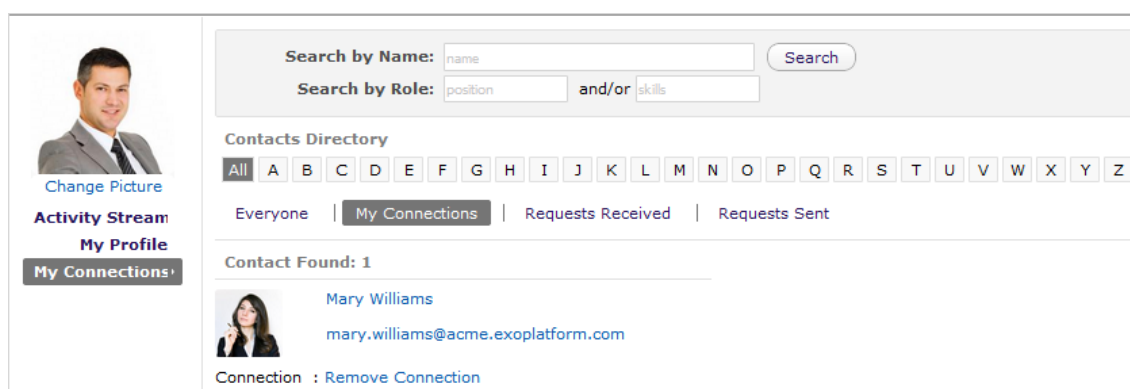 Change Picture
Activity Stream
My Profile
My Connections
Search by Name: name Search
Search by Role: position and/or skills
Contacts Directory
All A B C D E F G H I J K L M N O P Q R S T U V W X Y Z
Everyone | My Connections | Requests Received | Requests Sent
Contact Found: 1
Mary Williams
mary.williams@acme.exoplatform.com
Connection : Remove Connection